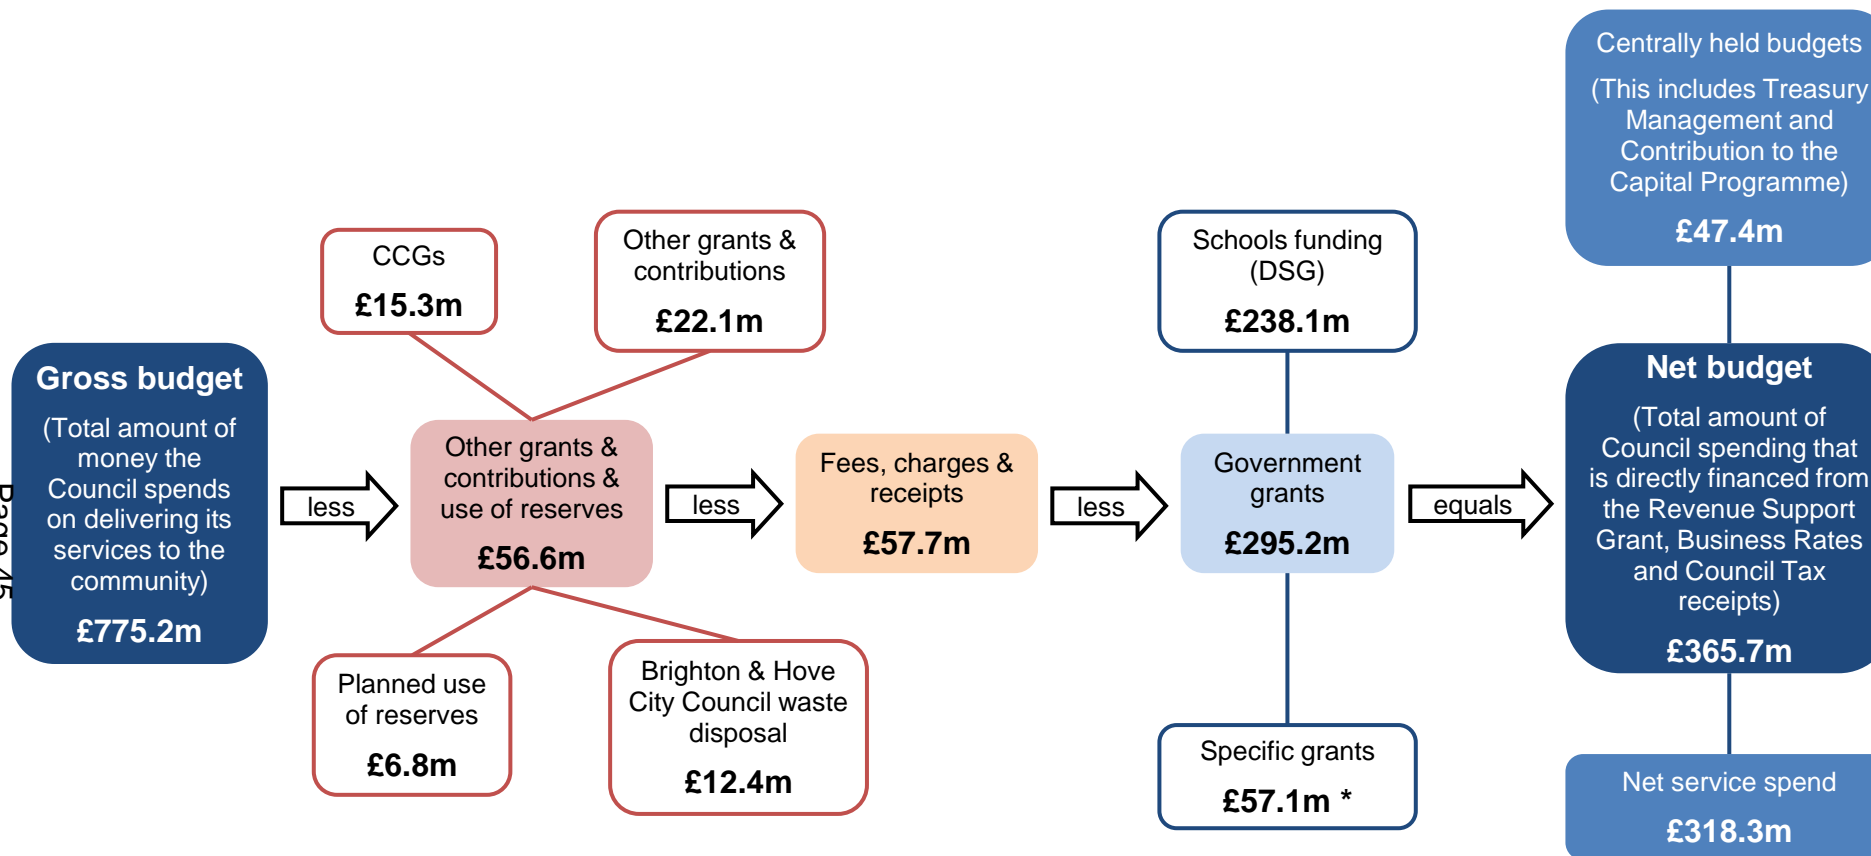 Gross budget
(Total amount of
money the
Council spends
on delivering its
services to the
community)
£775.2m
less
CCGs
£15.3m
Other grants &
contributions
£22.1m
Other grants &
contributions &
use of reserves
£56.6m
Planned use
of reserves
£6.8m
Brighton & Hove
City Council waste
disposal
£12.4m
less
Fees, charges &
receipts
£57.7m
less
Schools funding
(DSG)
£238.1m
Government
grants
£295.2m
Specific grants
£57.1m *
equals
Centrally held budgets
(This includes Treasury
Management and
Contribution to the
Capital Programme)
£47.4m
Net budget
(Total amount of
Council spending that
is directly financed from
the Revenue Support
Grant, Business Rates
and Council Tax
receipts)
£365.7m
Net service spend
£318.3m
Page 45